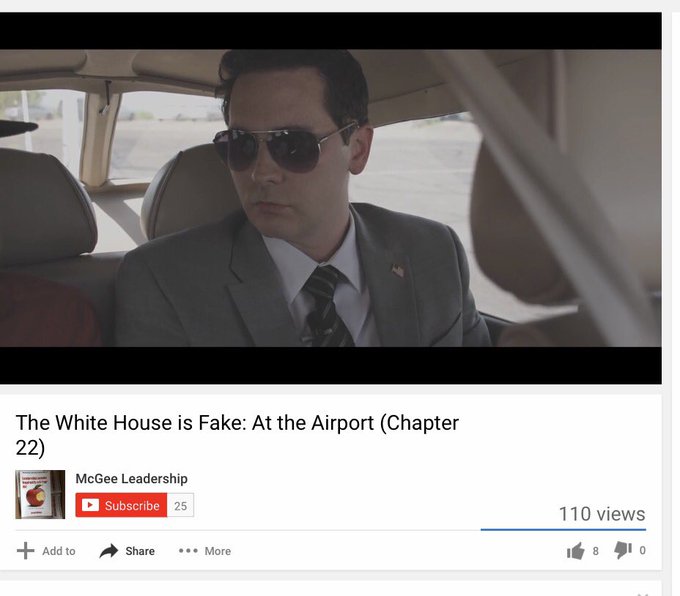 The White House is Fake: At the Airport (Chapter
22)
McGee Leadership
Subscribe 25
110 views
Add to Share More 8 0